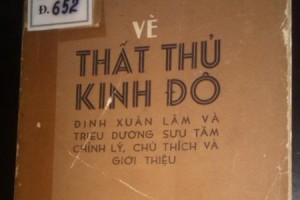 Đ. 652
VÈ
THẤT THỦ
KINH ĐÔ
ĐINH XUÂN LÂM VÀ
TRIỀU DƯƠNG SƯU TẦM
CHỈNH LÝ, CHÚ THÍCH VÀ
GIỚI THIỆU